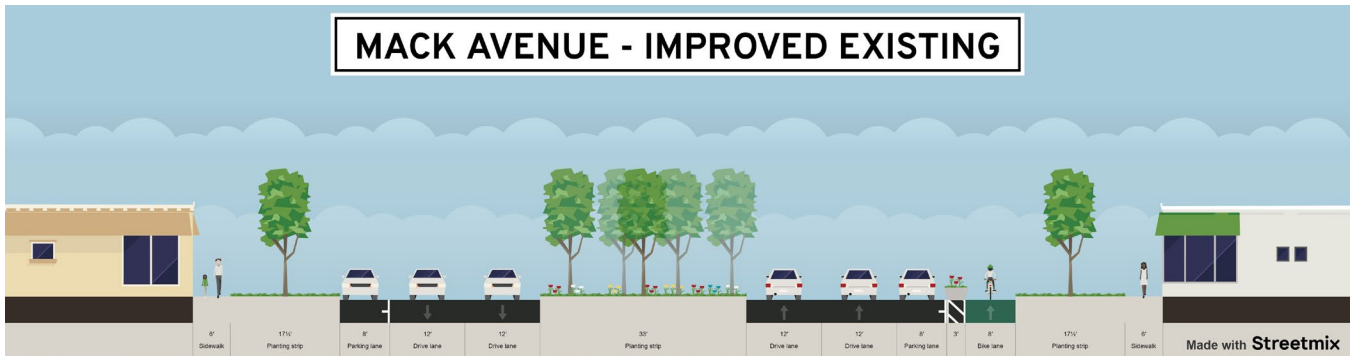 MACK AVENUE - IMPROVED EXISTING
6' 17½' 8' 12' 12' 33' 12' 12' 8' 3' 8' 17½' 6'
Sidewalk Planting strip Parking lane Drive lane Drive lane Planting strip Drive lane Drive lane Parking lane Bike lane Planting strip Sidewalk
Made with Streetmix